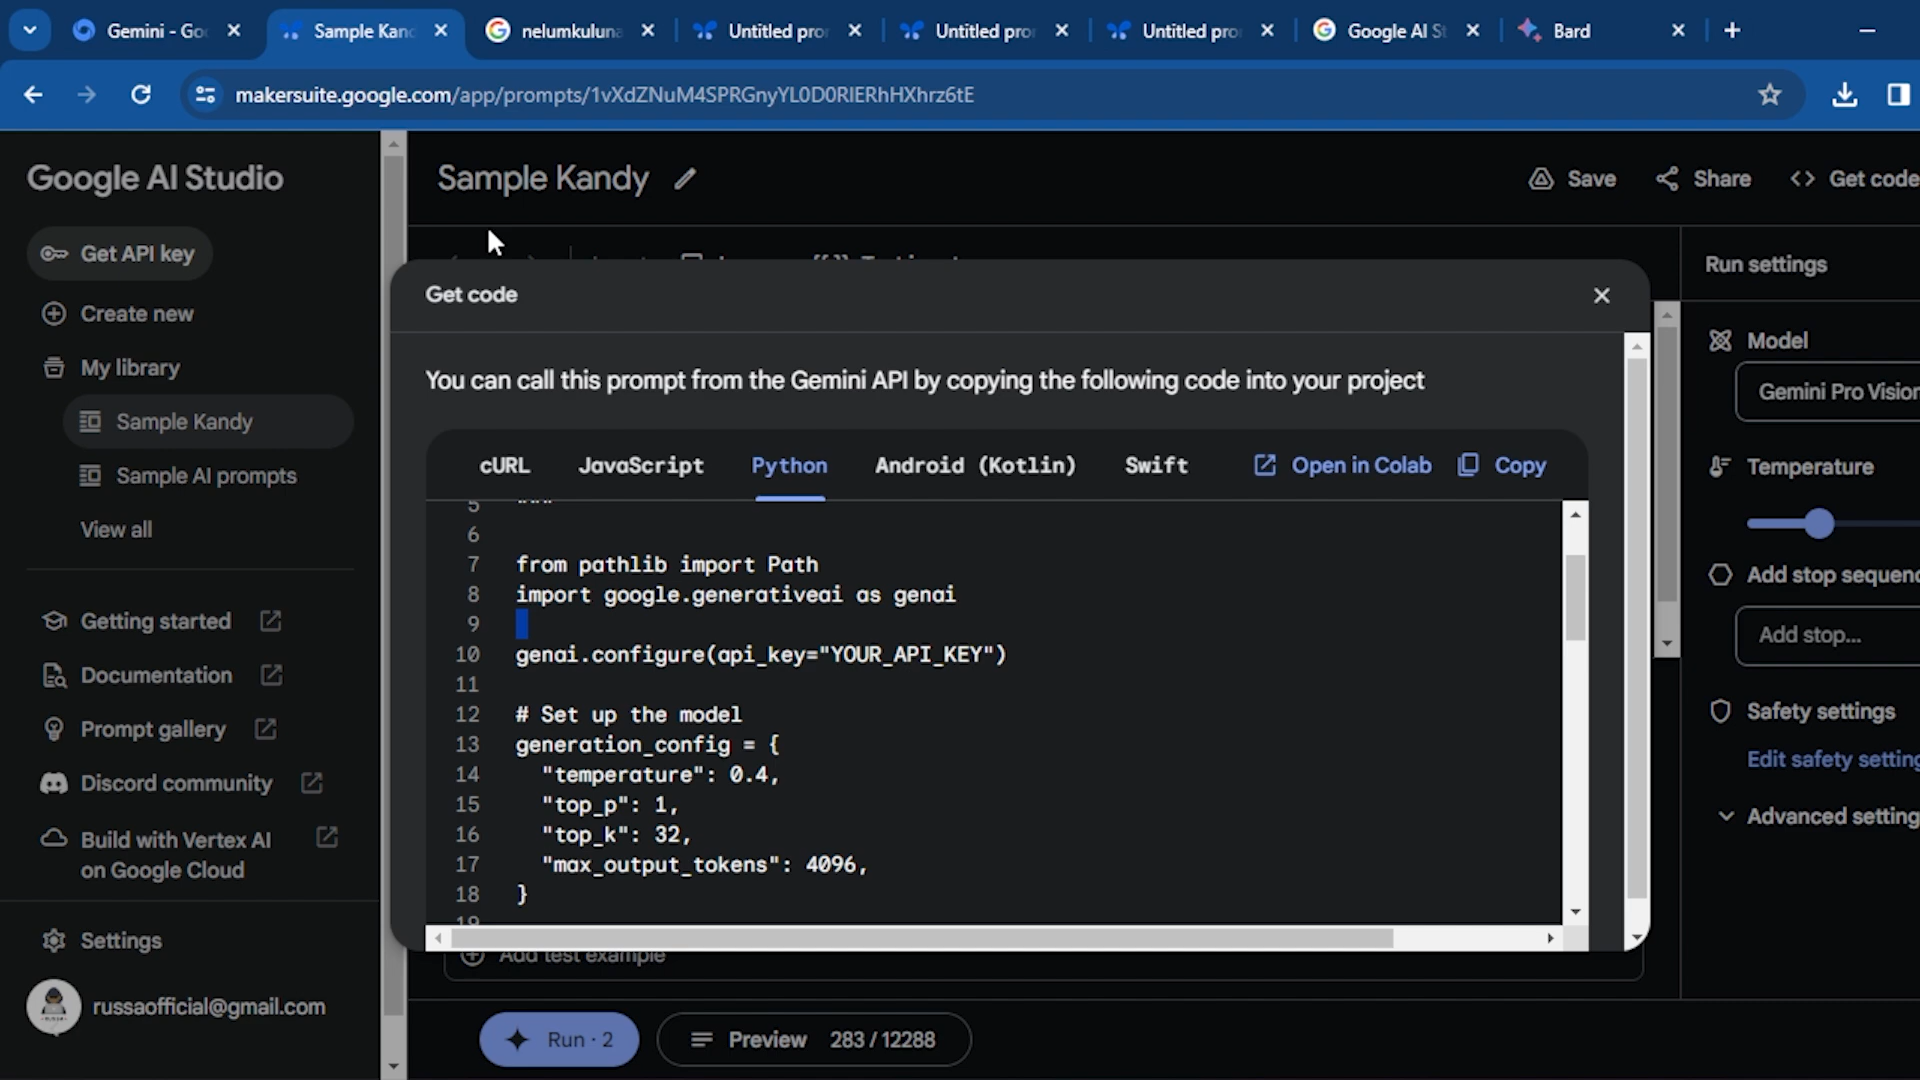 Gemini - Go
Sample Kan
nelumkuluna
Untitled pro
Untitled pro
Untitled pro
Google AI St
Bard
makersuite.google.com/app/prompts/1vXdZNuM4SPRGnyYL0D0RlERhHXhrz6tE
Google AI Studio
Get API key
Create new
My library
Sample Kandy
Sample AI prompts
View all
Getting started
Documentation
Prompt gallery
Discord community
Build with Vertex AI
on Google Cloud
Settings
russaofficial@gmail.com
Sample Kandy
Save
Share
<> Get code
Get code
You can call this prompt from the Gemini API by copying the following code into your project
cURL JavaScript Python Android (Kotlin) Swift Open in Colab Copy
5 """
6
7 from pathlib import Path
8 import google.generativeai as genai
9
10 genai.configure(api_key="YOUR_API_KEY")
11
12 # Set up the model
13 generation_config = {
14 "temperature": 0.4,
15 "top_p": 1,
16 "top_k": 32,
17 "max_output_tokens": 4096,
18 }
19
Add test example
Run · 2
Preview 283 / 12288
Run settings
Model
Gemini Pro Vision
Temperature
Add stop sequenc
Add stop...
Safety settings
Edit safety setting
Advanced setting